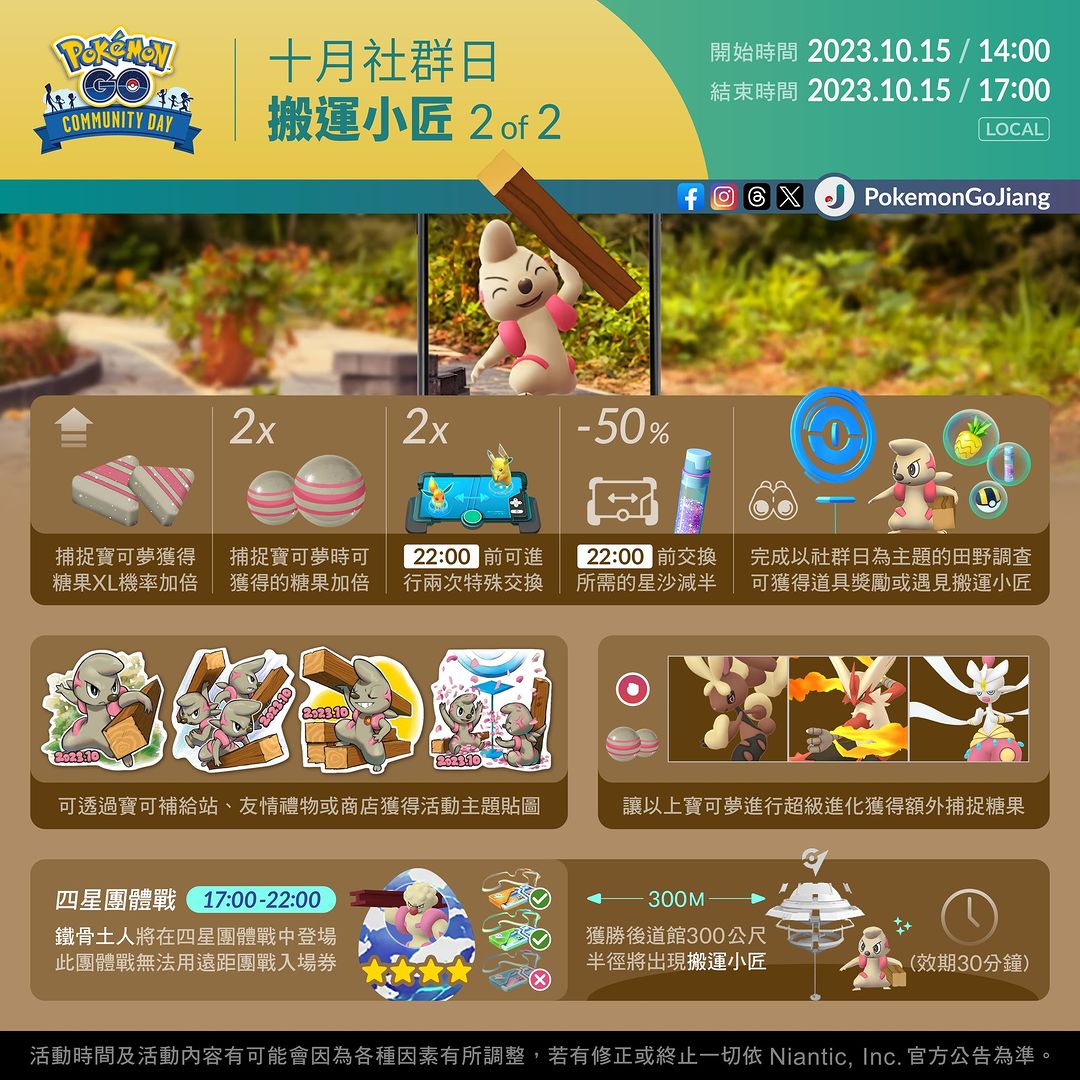 POKéMON
GO
COMMUNITY DAY
十月社群日
搬運小匠 2 of 2
開始時間 2023.10.15 / 14:00
結束時間 2023.10.15 / 17:00
LOCAL
PokemonGoJiang
2x
2x
-50%
捕捉寶可夢獲得
糖果XL機率加倍
捕捉寶可夢時可
獲得的糖果加倍
22:00 前可進
行兩次特殊交換
22:00 前交換
所需的星沙減半
完成以社群日為主題的田野調查
可獲得道具獎勵或遇見搬運小匠
2023.10
2023.10
2023.10
2023.10
可透過寶可補給站、友情禮物或商店獲得活動主題貼圖
讓以上寶可夢進行超級進化獲得額外捕捉糖果
四星團體戰 17:00-22:00
鐵骨土人將在四星團體戰中登場
此團體戰無法用遠距團戰入場券
300M
獲勝後道館300公尺
半徑將出現搬運小匠
(效期30分鐘)
活動時間及活動內容有可能會因為各種因素有所調整，若有修正或終止一切依 Niantic, Inc. 官方公告為準。